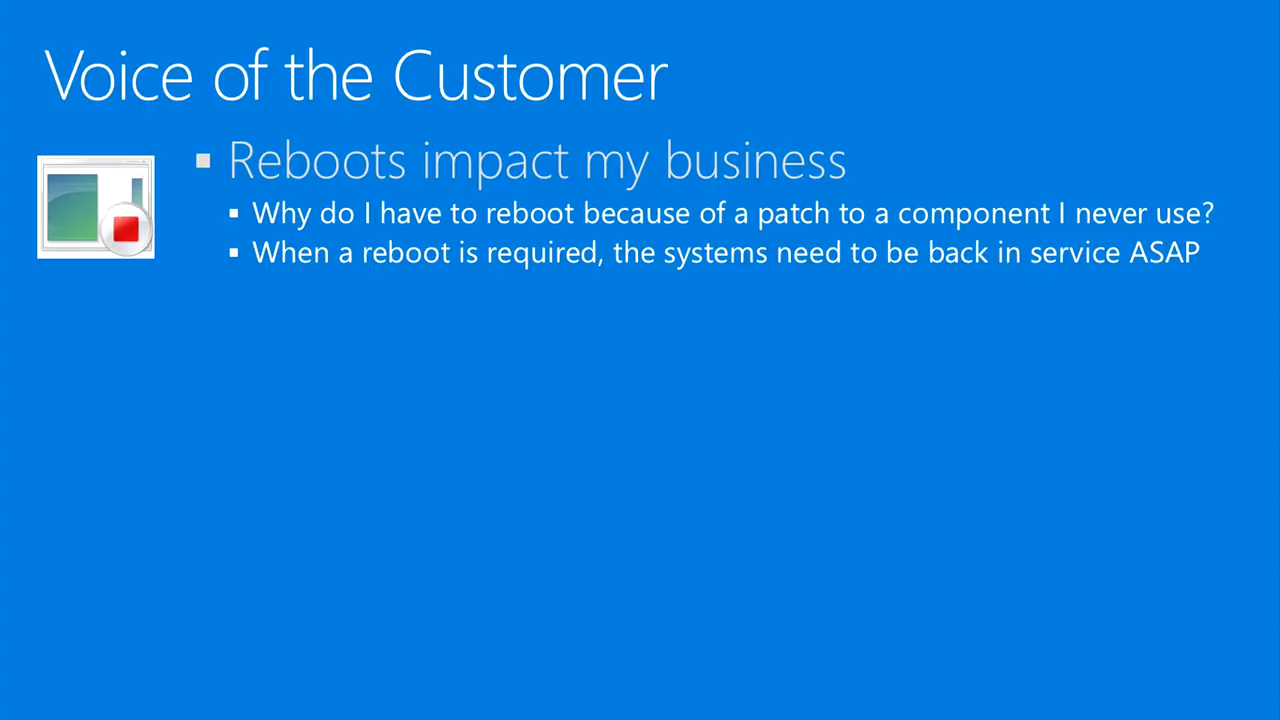 Voice of the Customer
▪ Reboots impact my business
▪ Why do I have to reboot because of a patch to a component I never use?
▪ When a reboot is required, the systems need to be back in service ASAP